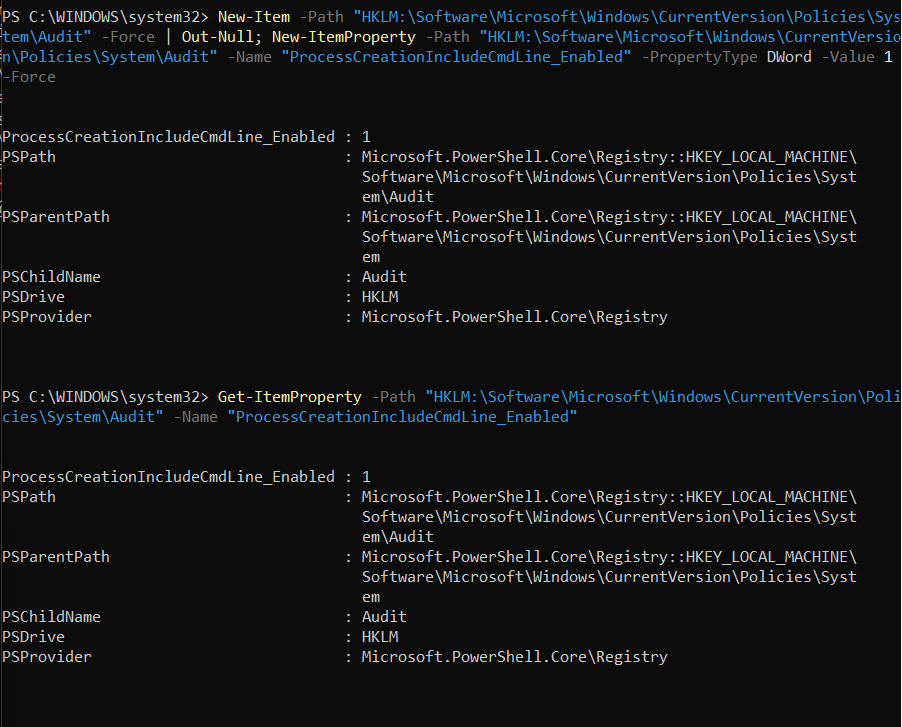 PS C:\WINDOWS\system32> New-Item -Path "HKLM:\Software\Microsoft\Windows\CurrentVersion\Policies\Sys
tem\Audit" -Force | Out-Null; New-ItemProperty -Path "HKLM:\Software\Microsoft\Windows\CurrentVersio
n\Policies\System\Audit" -Name "ProcessCreationIncludeCmdLine_Enabled" -PropertyType DWord -Value 1
-Force
ProcessCreationIncludeCmdLine_Enabled : 1
PSPath : Microsoft.PowerShell.Core\Registry::HKEY_LOCAL_MACHINE\
Software\Microsoft\Windows\CurrentVersion\Policies\Syst
em\Audit
PSParentPath : Microsoft.PowerShell.Core\Registry::HKEY_LOCAL_MACHINE\
Software\Microsoft\Windows\CurrentVersion\Policies\Syst
em
PSChildName : Audit
PSDrive : HKLM
PSProvider : Microsoft.PowerShell.Core\Registry
PS C:\WINDOWS\system32> Get-ItemProperty -Path "HKLM:\Software\Microsoft\Windows\CurrentVersion\Poli
cies\System\Audit" -Name "ProcessCreationIncludeCmdLine_Enabled"
ProcessCreationIncludeCmdLine_Enabled : 1
PSPath : Microsoft.PowerShell.Core\Registry::HKEY_LOCAL_MACHINE\
Software\Microsoft\Windows\CurrentVersion\Policies\Syst
em\Audit
PSParentPath : Microsoft.PowerShell.Core\Registry::HKEY_LOCAL_MACHINE\
Software\Microsoft\Windows\CurrentVersion\Policies\Syst
em
PSChildName : Audit
PSDrive : HKLM
PSProvider : Microsoft.PowerShell.Core\Registry